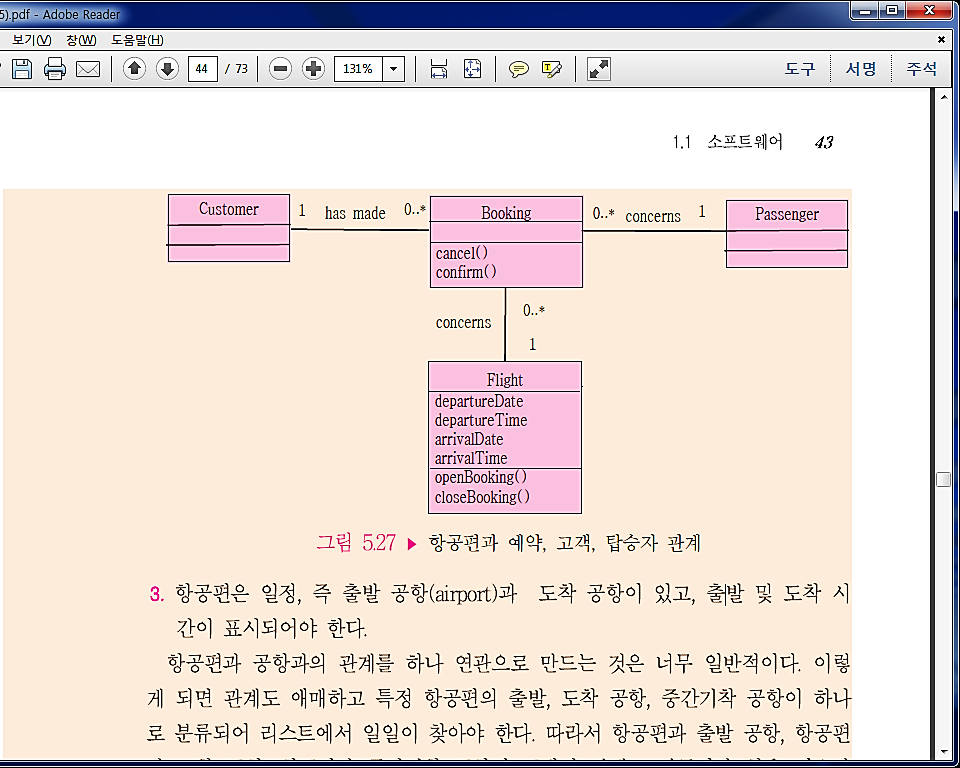 5).pdf - Adobe Reader
보기(V) 창(W) 도움말(H)
44 / 73 131% 도구 서명 주석
1.1 소프트웨어 43
Customer 1 has made 0..* Booking 0..* concerns 1 Passenger
cancel()
confirm()
concerns 0..*
1
Flight
departureDate
departureTime
arrivalDate
arrivalTime
openBooking()
closeBooking()
그림 5.27 ▶ 항공편과 예약, 고객, 탑승자 관계
3. 항공편은 일정, 즉 출발 공항(airport)과 도착 공항이 있고, 출발 및 도착 시
간이 표시되어야 한다.
항공편과 공항과의 관계를 하나 연관으로 만드는 것은 너무 일반적이다. 이렇
게 되면 관계도 애매하고 특정 항공편의 출발, 도착 공항, 중간기착 공항이 하나
로 분류되어 리스트에서 일일이 찾아야 한다. 따라서 항공편과 출발 공항, 항공편